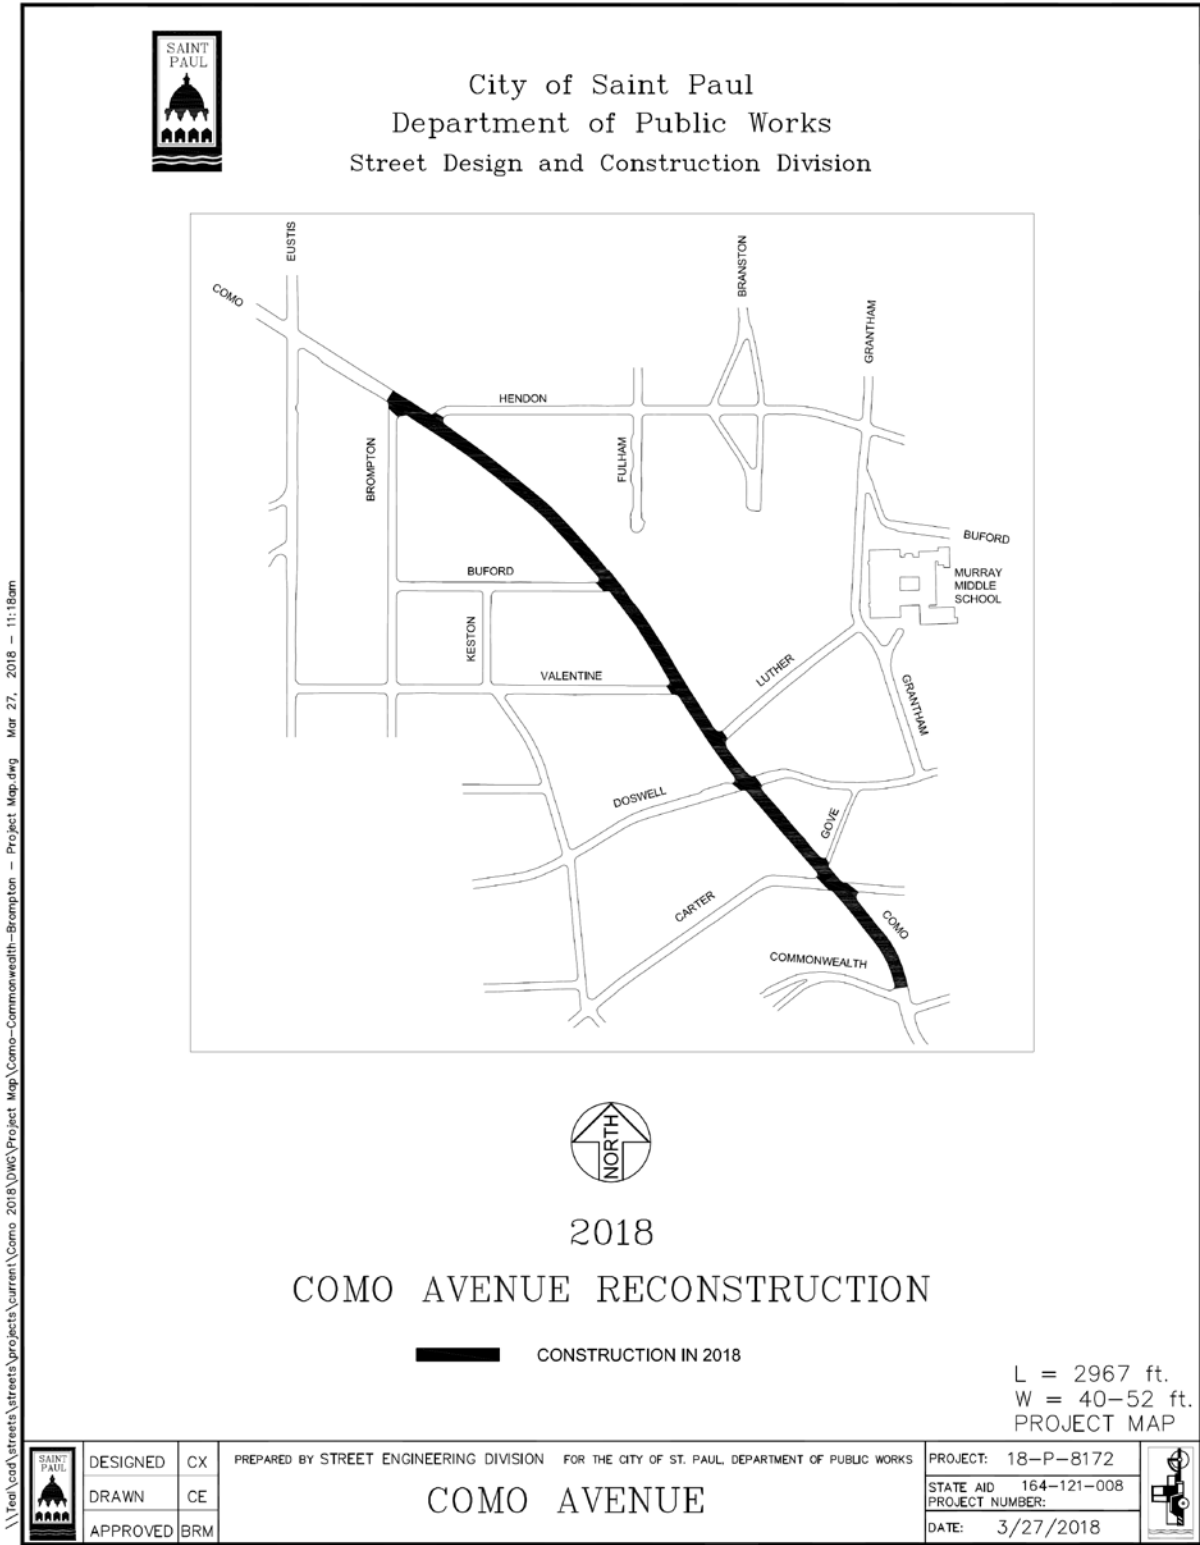 SAINT
PAUL
City of Saint Paul
Department of Public Works
Street Design and Construction Division
EUSTIS
COMO
BRANSTON
GRANTHAM
HENDON
BROMPTON
FULHAM
BUFORD
MURRAY
MIDDLE
SCHOOL
BUFORD
KESTON
VALENTINE
LUTHER
GRANTHAM
DOSWELL
GOVE
CARTER
COMO
COMMONWEALTH
NORTH
2018
COMO AVENUE RECONSTRUCTION
CONSTRUCTION IN 2018
L = 2967 ft.
W = 40-52 ft.
PROJECT MAP
\\Teal\cad\streets\streets\projects\current\Como 2018\DWG\Project Map\Como-Commonwealth-Brompton - Project Map.dwg Mar 27, 2018 - 11:18am
SAINT
PAUL
DESIGNED CX
DRAWN CE
APPROVED BRM
PREPARED BY STREET ENGINEERING DIVISION FOR THE CITY OF ST. PAUL, DEPARTMENT OF PUBLIC WORKS
COMO AVENUE
PROJECT: 18-P-8172
STATE AID 164-121-008
PROJECT NUMBER:
DATE: 3/27/2018